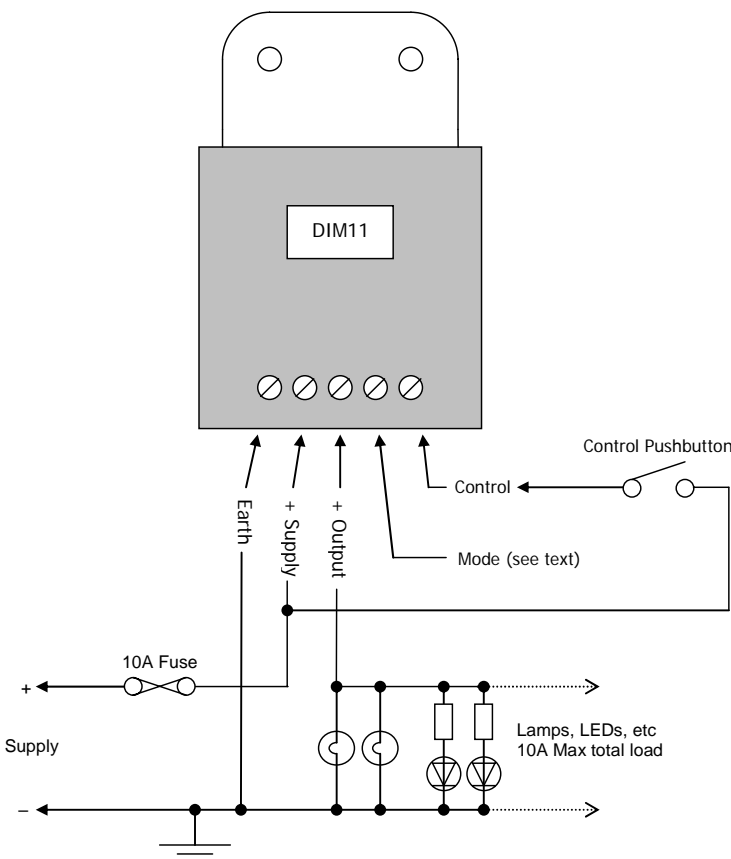 DIM11
Control Pushbutton
Control
Earth
+ Supply
+ Output
Mode (see text)
10A Fuse
+
Supply
Lamps, LEDs, etc
10A Max total load
–